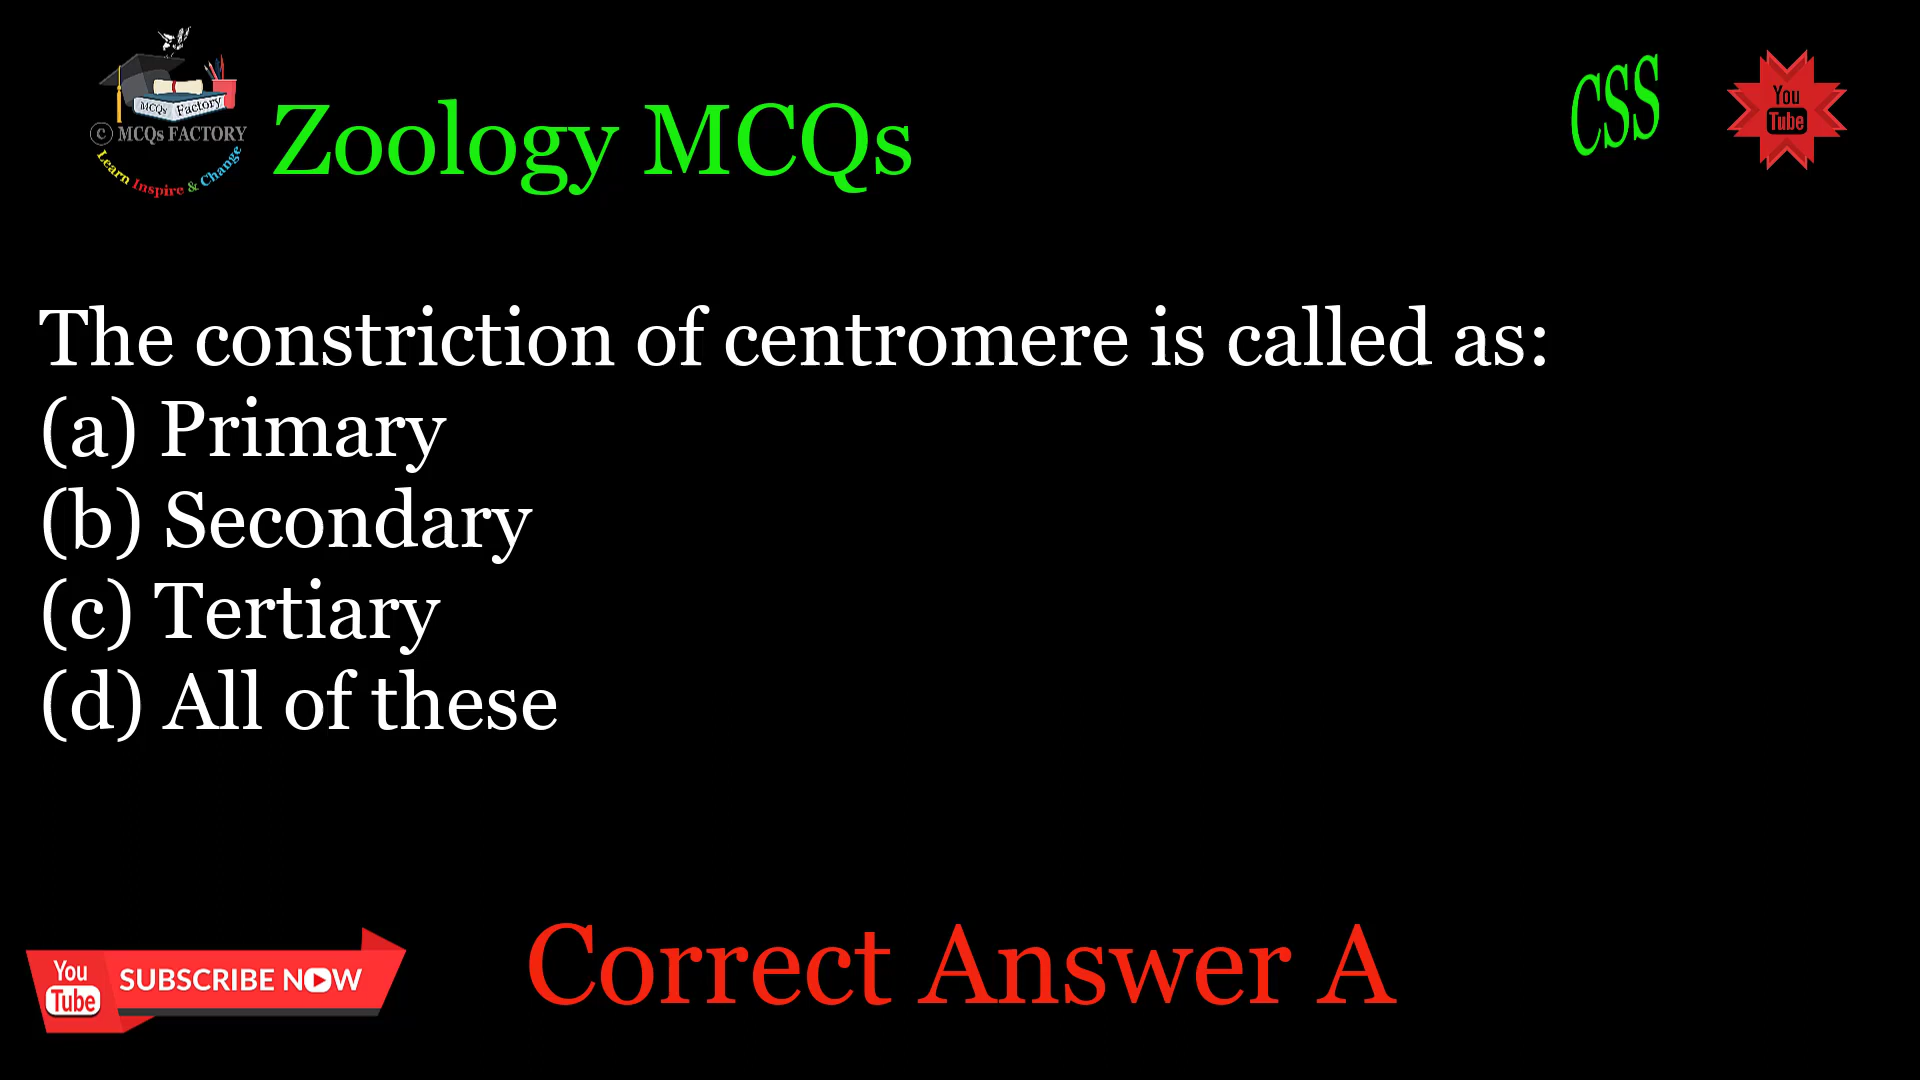 MCQs Factory
© MCQs FACTORY
Learn Inspire & Change
Zoology MCQs
CSS
You
Tube
The constriction of centromere is called as:
(a) Primary
(b) Secondary
(c) Tertiary
(d) All of these
You
Tube
SUBSCRIBE NOW
Correct Answer A